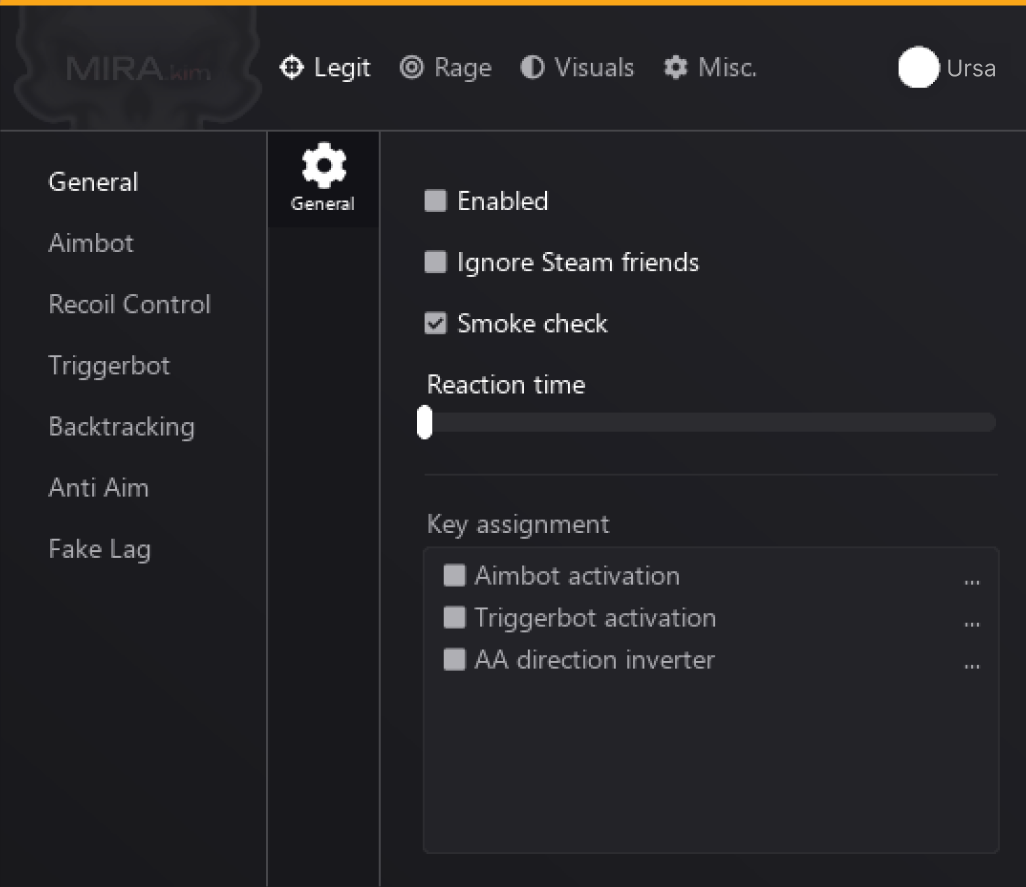 MIRA.kim
Legit
Rage
Visuals
Misc.
Ursa
General
Aimbot
Recoil Control
Triggerbot
Backtracking
Anti Aim
Fake Lag
General
Enabled
Ignore Steam friends
Smoke check
Reaction time
Key assignment
Aimbot activation ...
Triggerbot activation ...
AA direction inverter ...